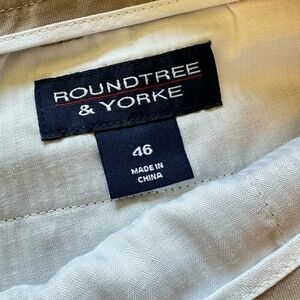 ROUNDTREE
& YORKE
46
MADE IN
CHINA